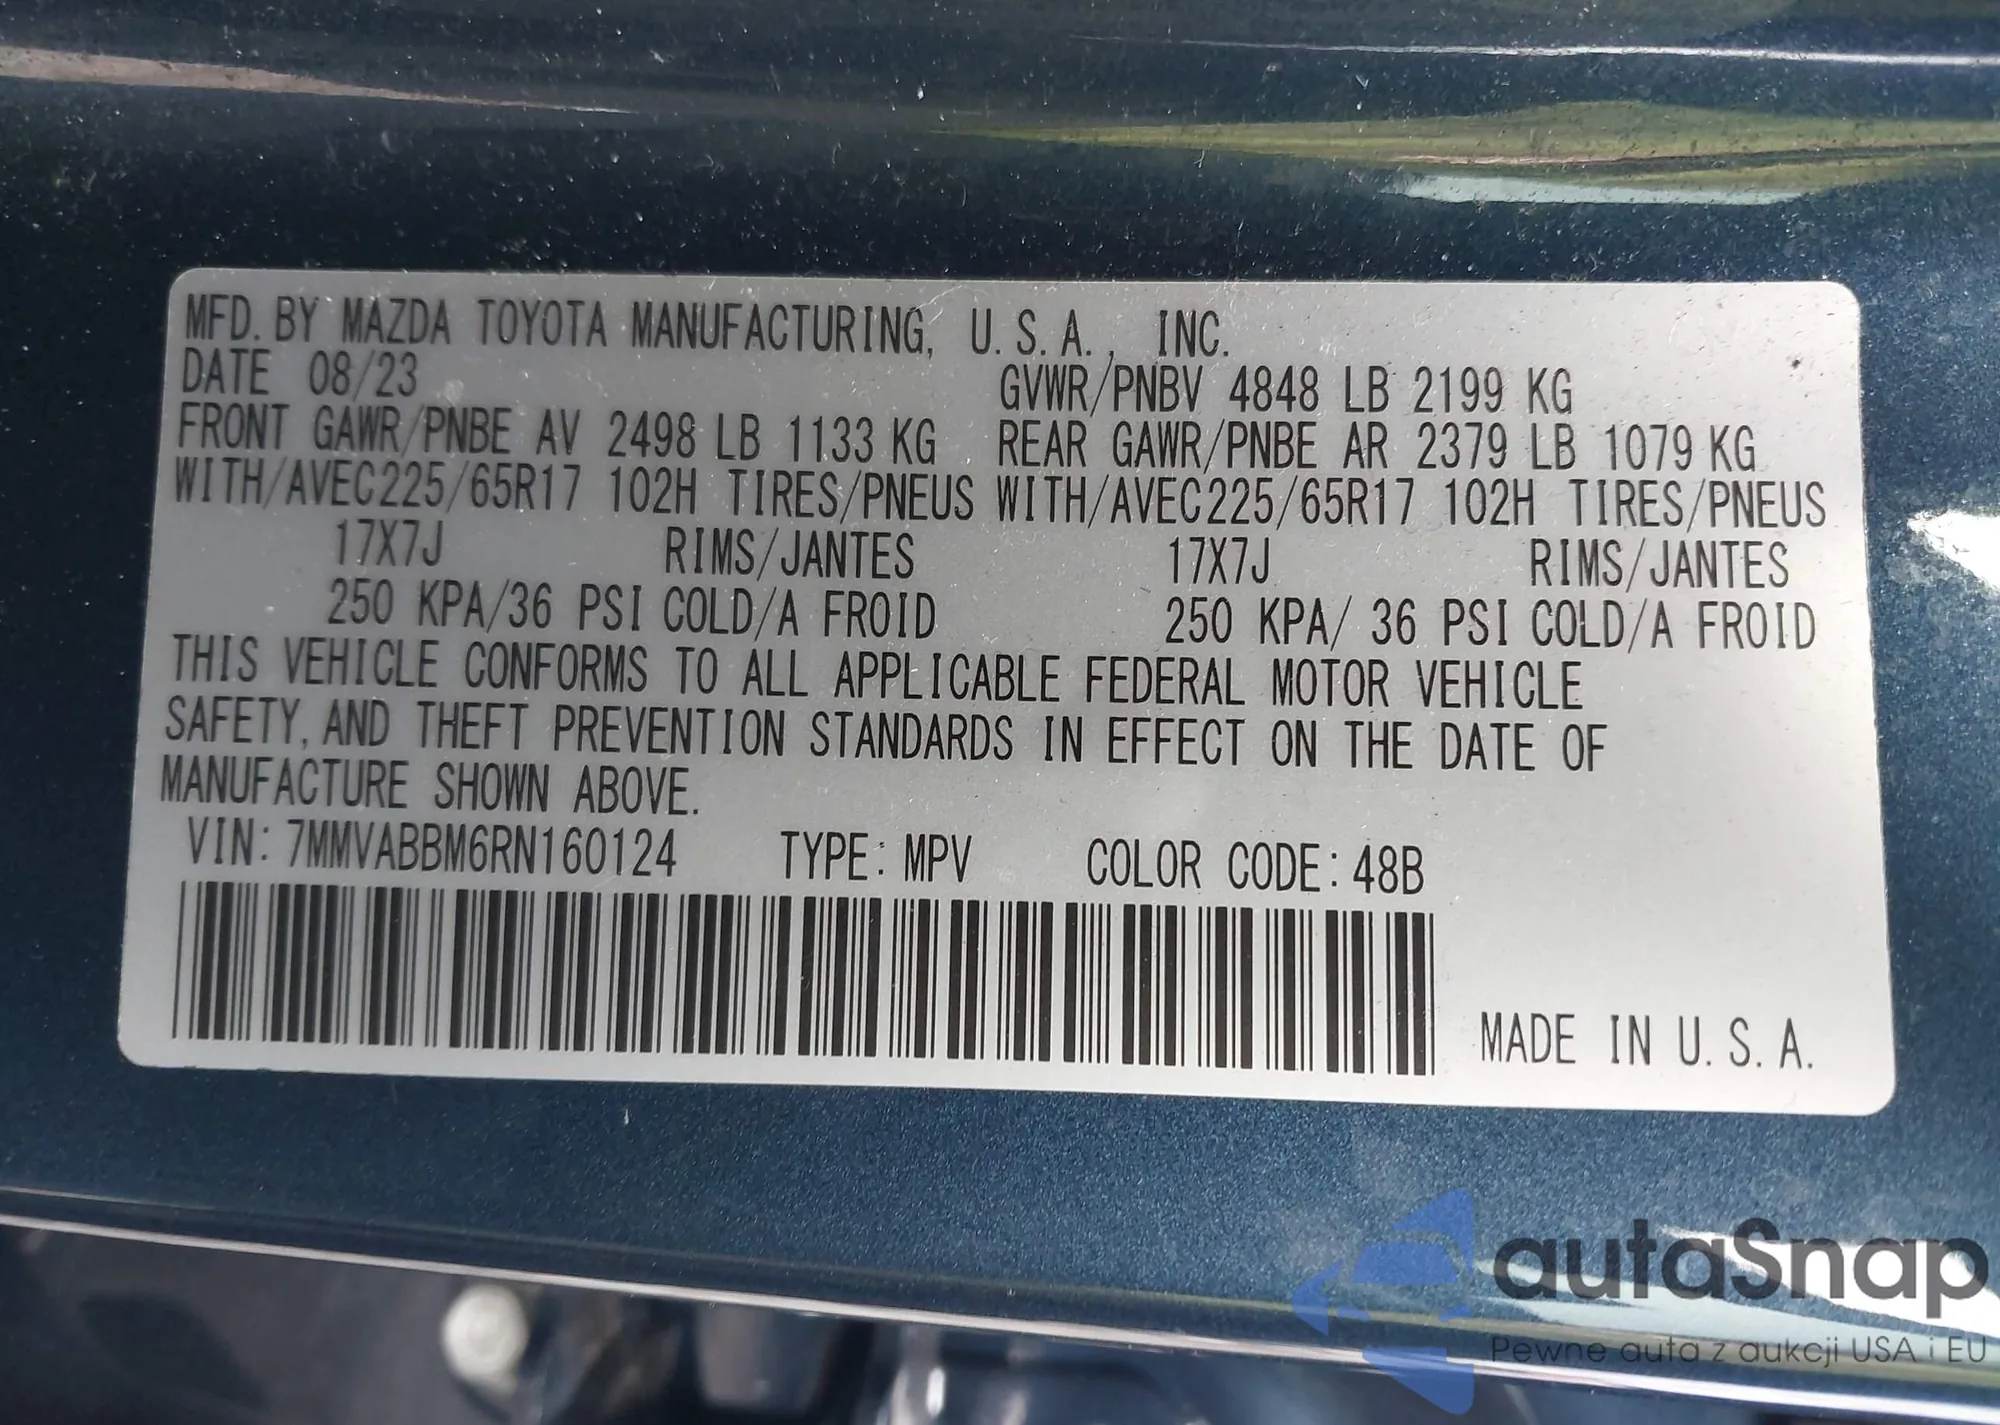 MFD. BY MAZDA TOYOTA MANUFACTURING, U.S.A., INC.
DATE 08/23 GVWR/PNBV 4848 LB 2199 KG
FRONT GAWR/PNBE AV 2498 LB 1133 KG REAR GAWR/PNBE AR 2379 LB 1079 KG
WITH/AVEC225/65R17 102H TIRES/PNEUS WITH/AVEC225/65R17 102H TIRES/PNEUS
17X7J RIMS/JANTES 17X7J RIMS/JANTES
250 KPA/36 PSI COLD/A FROID 250 KPA/ 36 PSI COLD/A FROID
THIS VEHICLE CONFORMS TO ALL APPLICABLE FEDERAL MOTOR VEHICLE
SAFETY, AND THEFT PREVENTION STANDARDS IN EFFECT ON THE DATE OF
MANUFACTURE SHOWN ABOVE.
VIN: 7MMVABBM6RN160124 TYPE: MPV COLOR CODE: 48B
MADE IN U.S.A.
autaSnap
Pewne auta z aukcji USA i EU